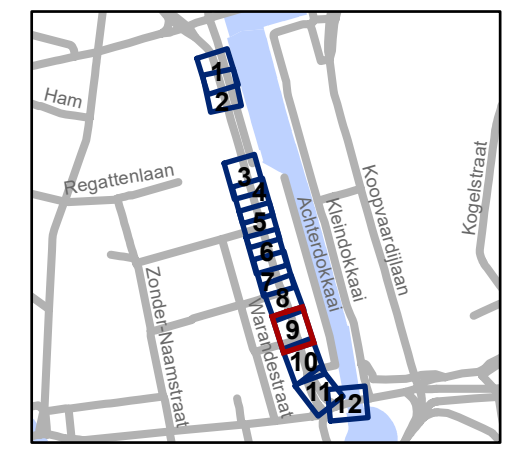 1
2
Ham
Regattenlaan
3
4
5
6
7
8
9
10
11
12
Achterdokkaai
Kleindokkaai
Koopvaardijlaan
Kogelstraat
Zonder-Naamstraat
Warandestraat